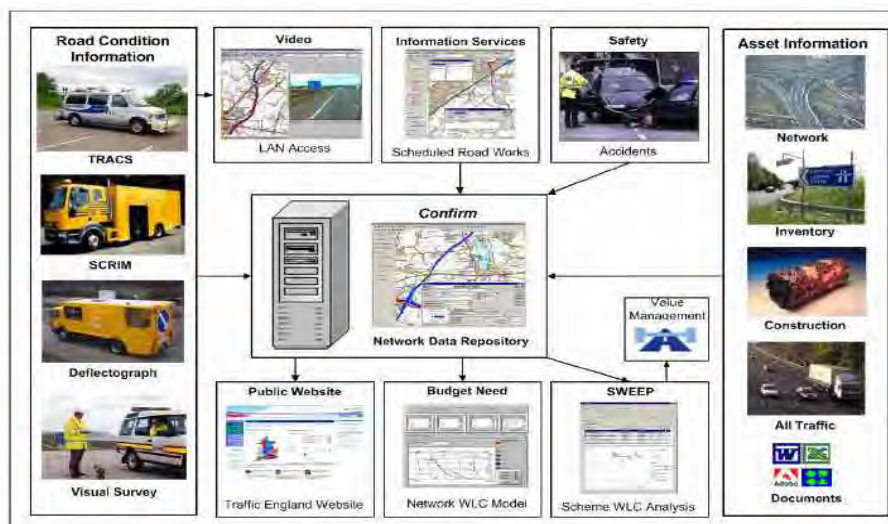 Road Condition
Information
TRACS
SCRIM
Deflectograph
Visual Survey
Video
LAN Access
Information Services
Scheduled Road Works
Safety
Accidents
Confirm
Network Data Repository
Value
Management
Public Website
Traffic England Website
Budget Need
Network WLC Model
SWEEP
Scheme WLC Analysis
Asset Information
Network
Inventory
Construction
All Traffic
W
Adobe
Documents